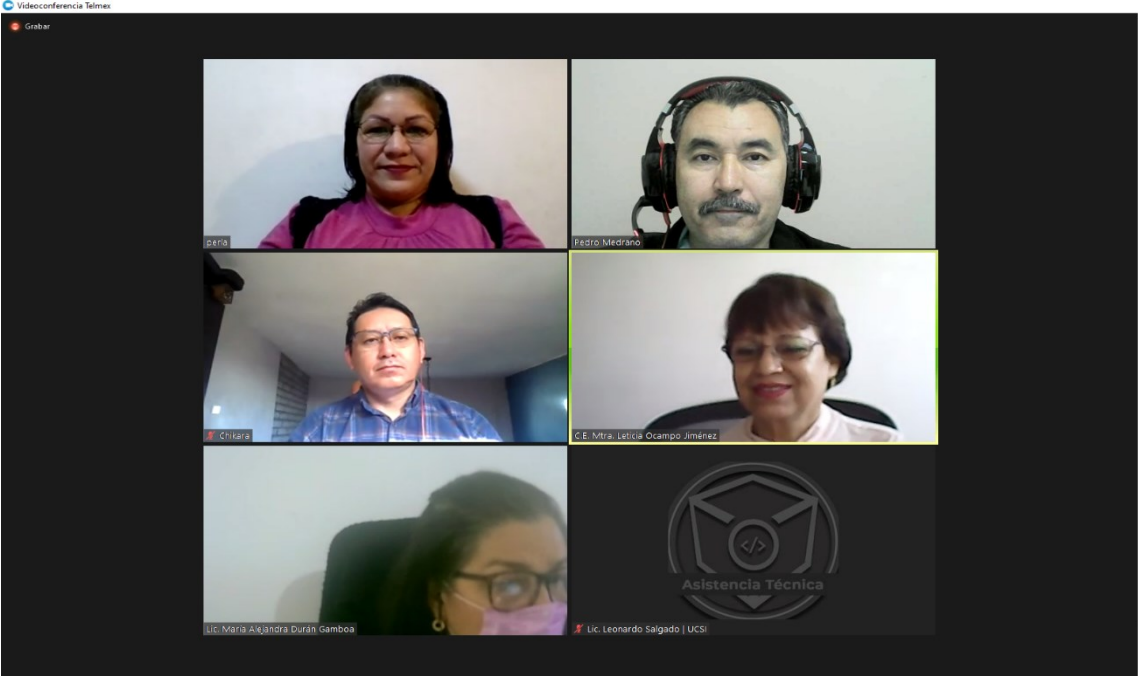 Videoconferencia Telmex
Grabar
perla
Pedro Medrano
Chikara
C.E. Mtra. Leticia Ocampo Jiménez
</>
Asistencia Técnica
Lic. María Alejandra Durán Gamboa
Lic. Leonardo Salgado | UCSI